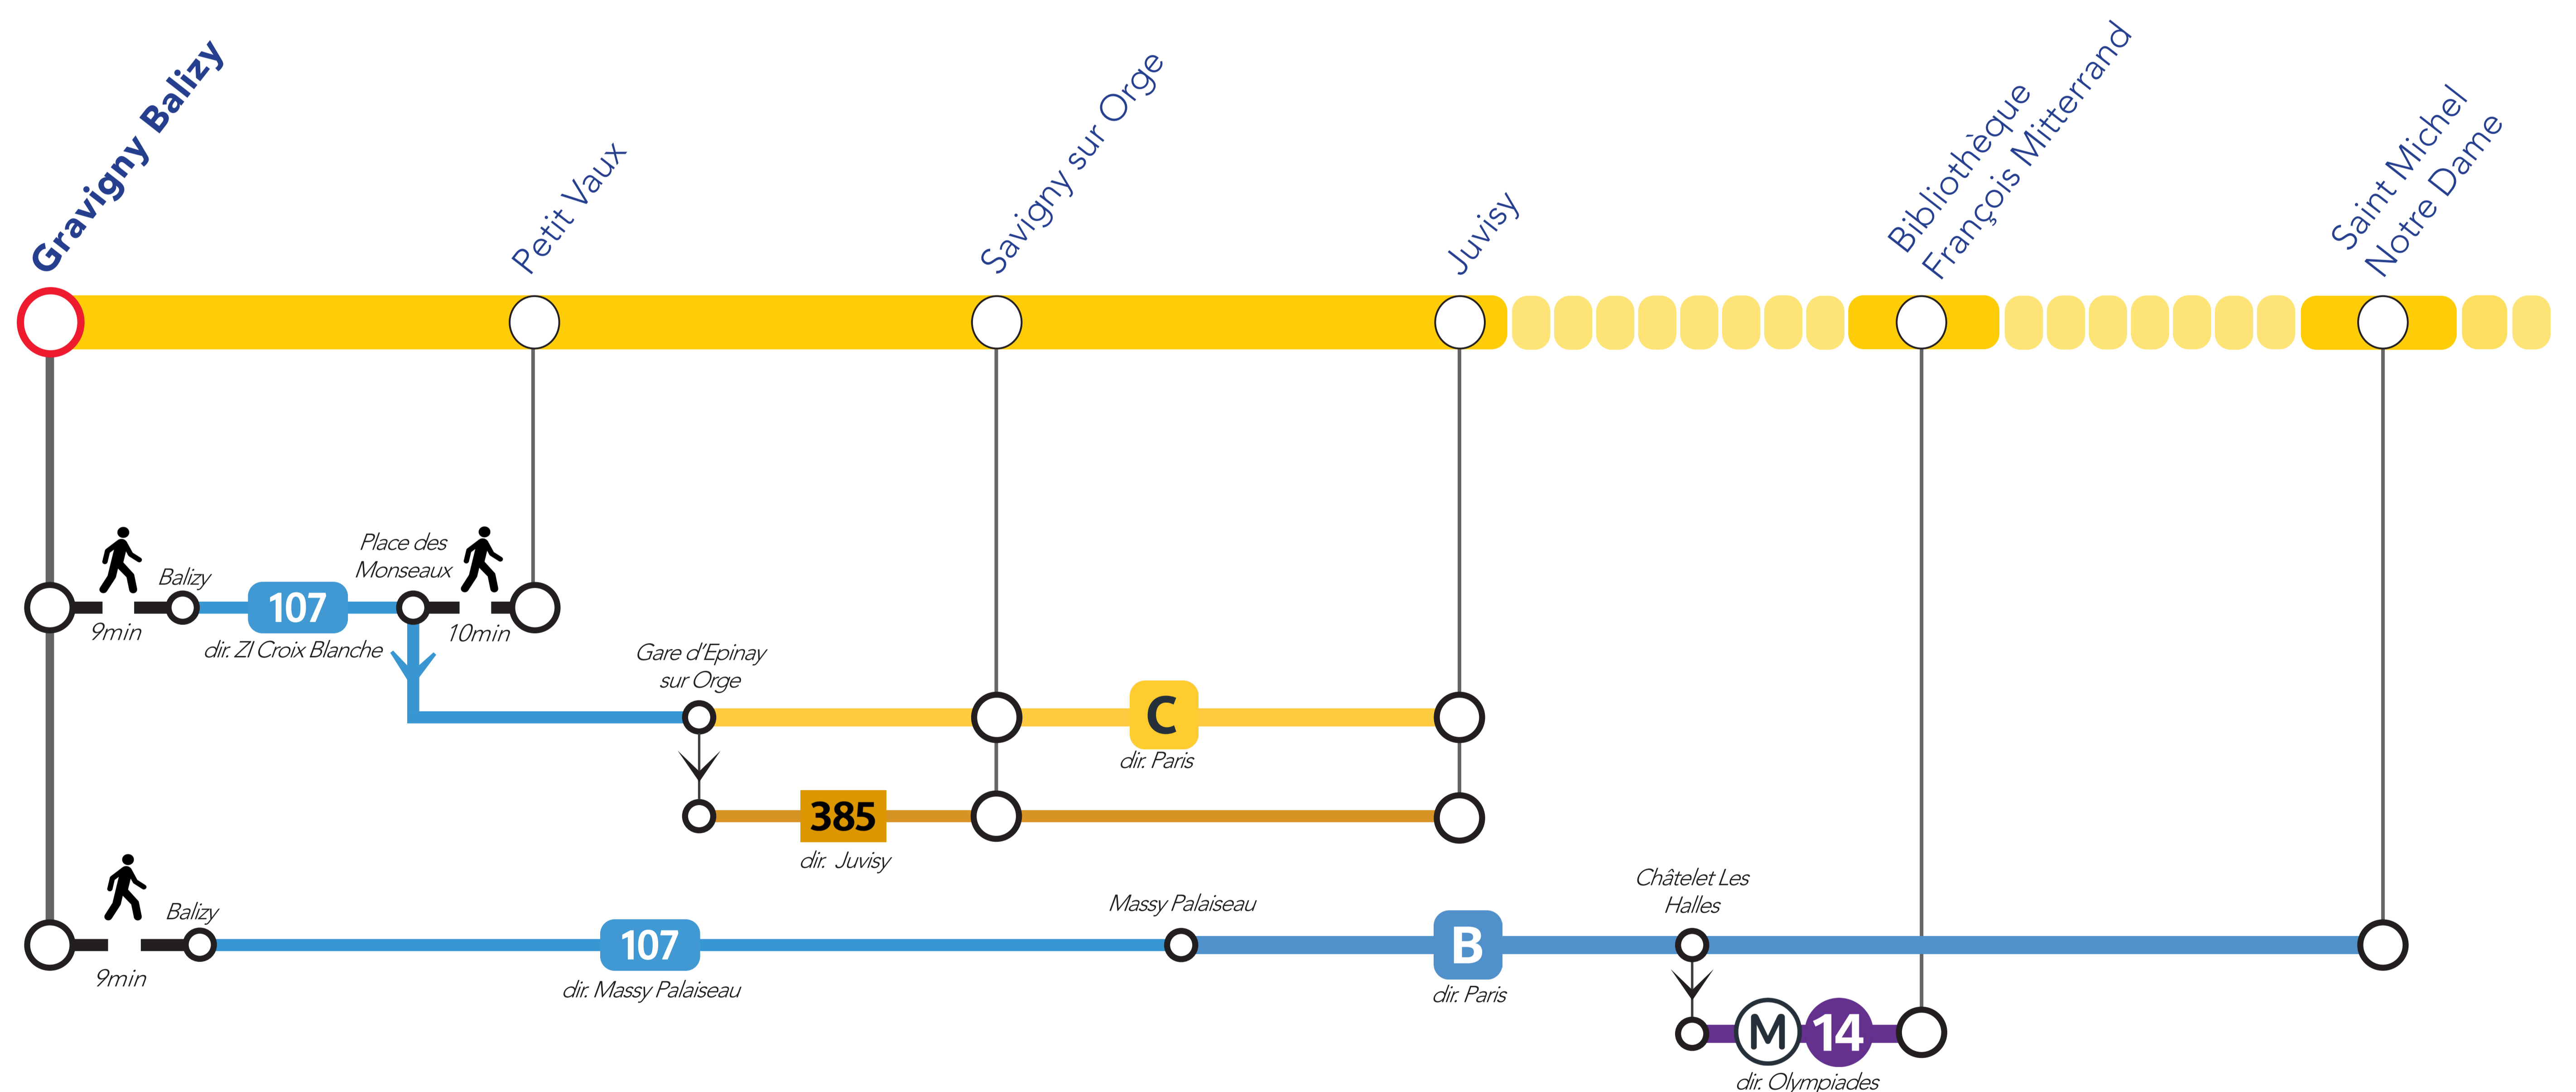 Gravigny Balizy
Petit Vaux
Savigny sur Orge
Juvisy
Bibliothèque
François Mitterrand
Saint Michel
Notre Dame
Balizy
Place des
Monseaux
107
9min
10min
dir. ZI Croix Blanche
Gare d'Epinay
sur Orge
C
dir. Paris
385
dir. Juvisy
Balizy
9min
107
dir. Massy Palaiseau
Massy Palaiseau
B
dir. Paris
Châtelet Les
Halles
M 14
dir. Olympiades